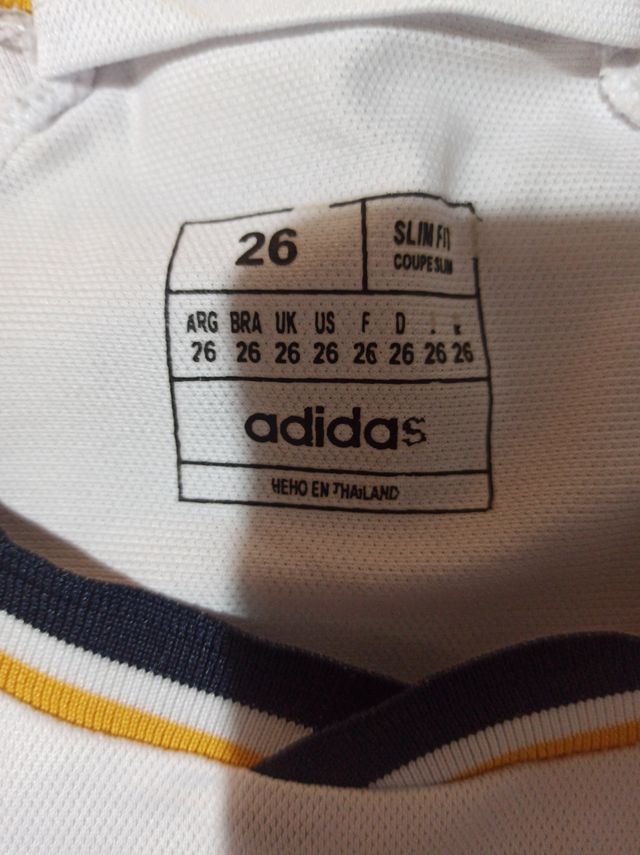 26
SLIM FIT
COUPE SLIM
ARG BRA UK US F D
26 26 26 26 26 26 26 26
adidas
HEHO EN THAiLAND